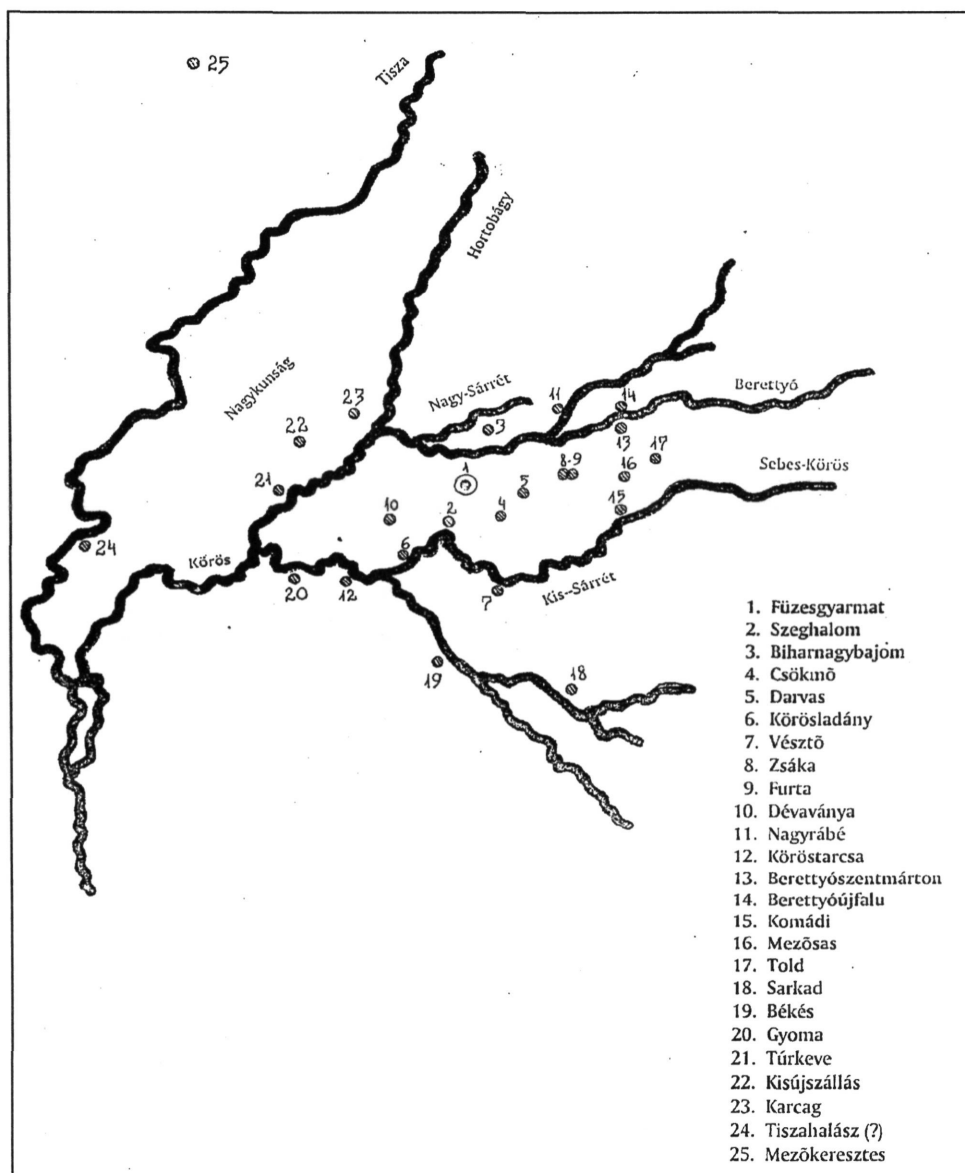 25
Tisza
Hortobágy
Nagykunság
23
22
21
Nagy-Sárrét
3
11
14
13
Berettyó
17
16
8-9
1
5
4
2
10
15
Sebes-Körös
24
Kőrös
6
20
12
7
Kis--Sárrét
19
18
1. Füzesgyarmat
2. Szeghalom
3. Biharnagybajom
4. Csökmõ
5. Darvas
6. Körösladány
7. Vésztõ
8. Zsáka
9. Furta
10. Dévaványa
11. Nagyrábé
12. Köröstarcsa
13. Berettyószentmárton
14. Berettyóújfalu
15. Komádi
16. Mezõsas
17. Told
18. Sarkad
19. Békés
20. Gyoma
21. Túrkeve
22. Kisújszállás
23. Karcag
24. Tiszahalász (?)
25. Mezõkeresztes